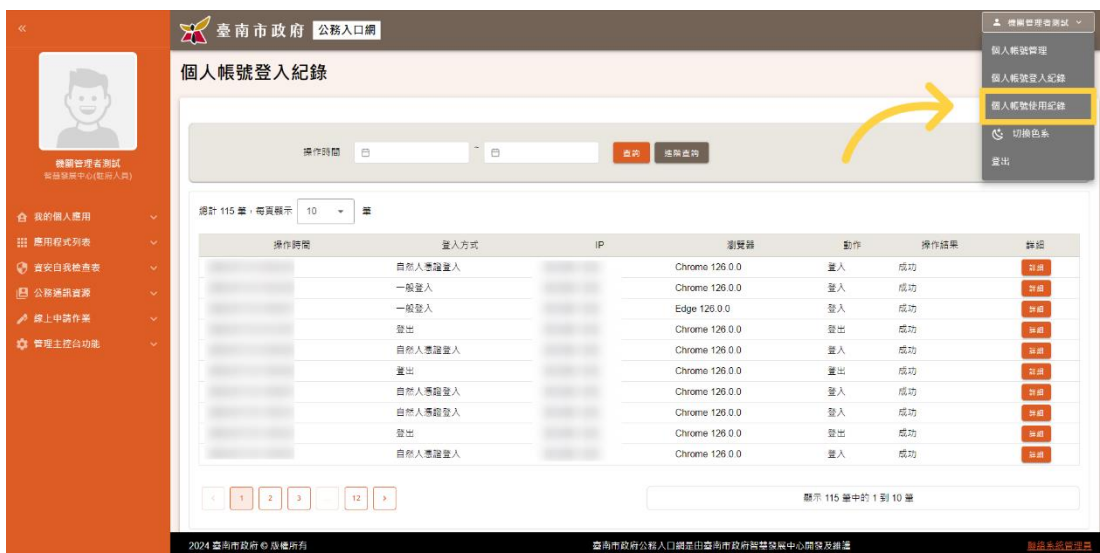 «
臺南市政府 公務入口網
機關管理者測試
個人帳號管理
個人帳號登入紀錄
個人帳號使用紀錄
切換色系
登出
個人帳號登入紀錄
機關管理者測試
智慧發展中心(駐府人員)
我的個人應用
應用程式列表
資安自我檢查表
公務通訊資源
線上申請作業
管理主控台功能
操作時間 ~ 查詢 進階查詢
總計 115 筆,每頁顯示 10 筆
操作時間 登入方式 IP 瀏覽器 動作 操作結果 詳細
自然人憑證登入 Chrome 126.0.0 登入 成功 詳細
一般登入 Chrome 126.0.0 登入 成功 詳細
一般登入 Edge 126.0.0 登入 成功 詳細
登出 Chrome 126.0.0 登出 成功 詳細
自然人憑證登入 Chrome 126.0.0 登入 成功 詳細
登出 Chrome 126.0.0 登出 成功 詳細
自然人憑證登入 Chrome 126.0.0 登入 成功 詳細
自然人憑證登入 Chrome 126.0.0 登入 成功 詳細
登出 Chrome 126.0.0 登出 成功 詳細
自然人憑證登入 Chrome 126.0.0 登入 成功 詳細
‹ 1 2 3 ... 12 ›
顯示 115 筆中的 1 到 10 筆
2024 臺南市政府 © 版權所有 臺南市政府公務入口網是由臺南市政府智慧發展中心開發及維護 聯絡系統管理員